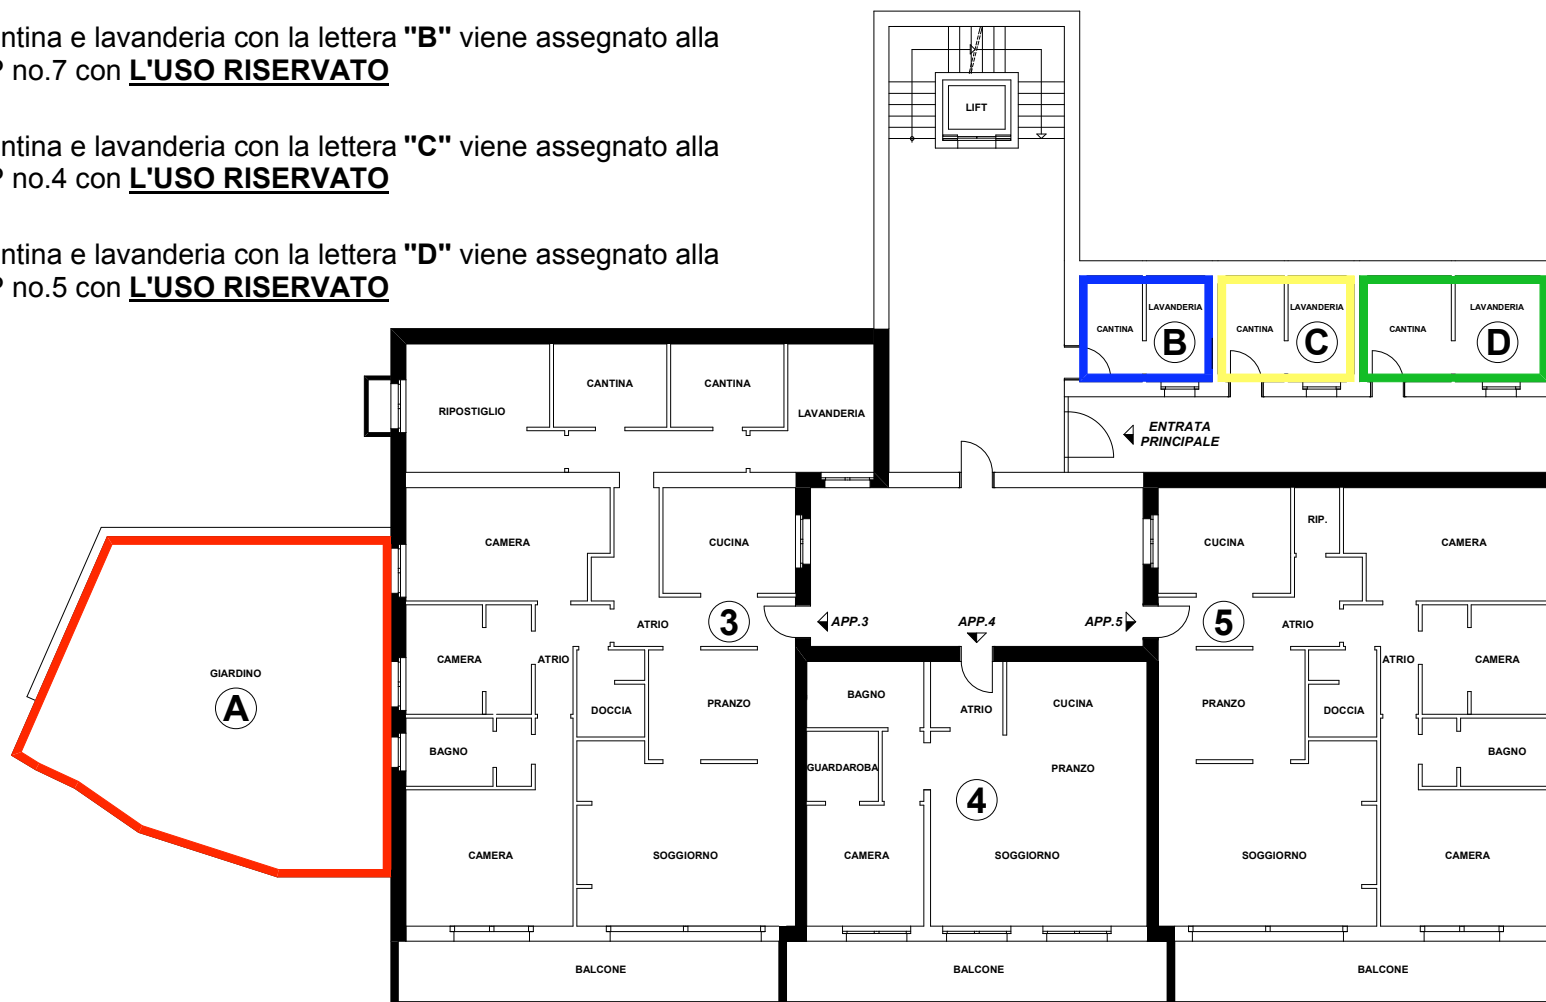 ntina e lavanderia con la lettera "B" viene assegnato alla
P no.7 con L'USO RISERVATO
ntina e lavanderia con la lettera "C" viene assegnato alla
P no.4 con L'USO RISERVATO
ntina e lavanderia con la lettera "D" viene assegnato alla
P no.5 con L'USO RISERVATO
LIFT
CANTINA
LAVANDERIA
B
CANTINA
LAVANDERIA
C
CANTINA
LAVANDERIA
D
ENTRATA
PRINCIPALE
RIPOSTIGLIO
CANTINA
CANTINA
LAVANDERIA
CAMERA
CUCINA
CUCINA
RIP.
CAMERA
ATRIO
3
APP.3
APP.4
APP.5
5
ATRIO
GIARDINO
A
CAMERA
ATRIO
DOCCIA
PRANZO
BAGNO
ATRIO
CUCINA
PRANZO
DOCCIA
ATRIO
CAMERA
BAGNO
GUARDAROBA
PRANZO
4
BAGNO
CAMERA
SOGGIORNO
CAMERA
SOGGIORNO
SOGGIORNO
CAMERA
BALCONE
BALCONE
BALCONE